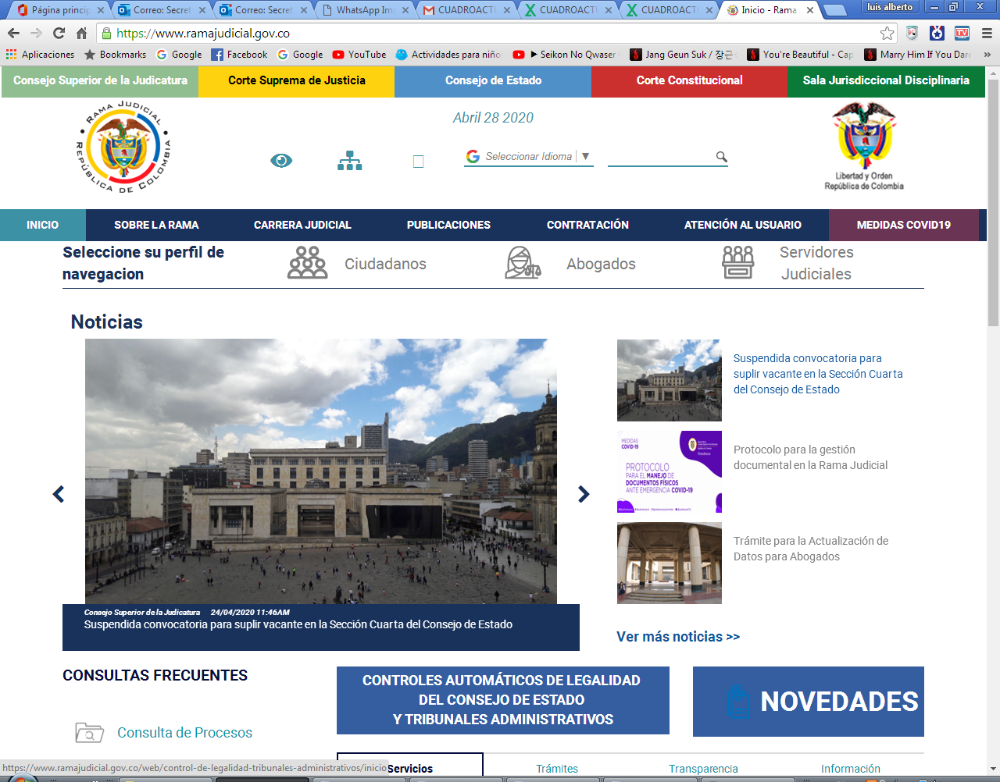 Página princip
Correo: Secret
Correo: Secret
WhatsApp Ima
CUADROACTU
CUADROACTU
CUADROACTU
Inicio - Rama
luis alberto
https://www.ramajudicial.gov.co
Aplicaciones
Bookmarks
Google
Facebook
Google
YouTube
Actividades para niño
► Seikon No Qwaser
Jang Geun Suk / 장근
You're Beautiful - Cap
Marry Him If You Dare
»
Consejo Superior de la Judicatura
Corte Suprema de Justicia
Consejo de Estado
Corte Constitucional
Sala Jurisdiccional Disciplinaria
RAMA JUDICIAL
REPÚBLICA DE COLOMBIA
Abril 28 2020
Seleccionar Idioma ▼
Libertad y Orden
República de Colombia
INICIO
SOBRE LA RAMA
CARRERA JUDICIAL
PUBLICACIONES
CONTRATACIÓN
ATENCIÓN AL USUARIO
MEDIDAS COVID19
Seleccione su perfil de
navegacion
Ciudadanos
Abogados
Servidores
Judiciales
Noticias
Suspendida convocatoria para
suplir vacante en la Sección Cuarta
del Consejo de Estado
MEDIDAS
COVID-19
PROTOCOLO
PARA EL MANEJO DE
DOCUMENTOS FÍSICOS
ANTE EMERGENCIA COVID-19
Protocolo para la gestión
documental en la Rama Judicial
Trámite para la Actualización de
Datos para Abogados
Consejo Superior de la Judicatura 24/04/2020 11:46AM
Suspendida convocatoria para suplir vacante en la Sección Cuarta del Consejo de Estado
Ver más noticias >>
CONSULTAS FRECUENTES
Consulta de Procesos
CONTROLES AUTOMÁTICOS DE LEGALIDAD
DEL CONSEJO DE ESTADO
Y TRIBUNALES ADMINISTRATIVOS
NOVEDADES
https://www.ramajudicial.gov.co/web/control-de-legalidad-tribunales-administrativos/inicio
Servicios
Trámites
Transparencia
Información